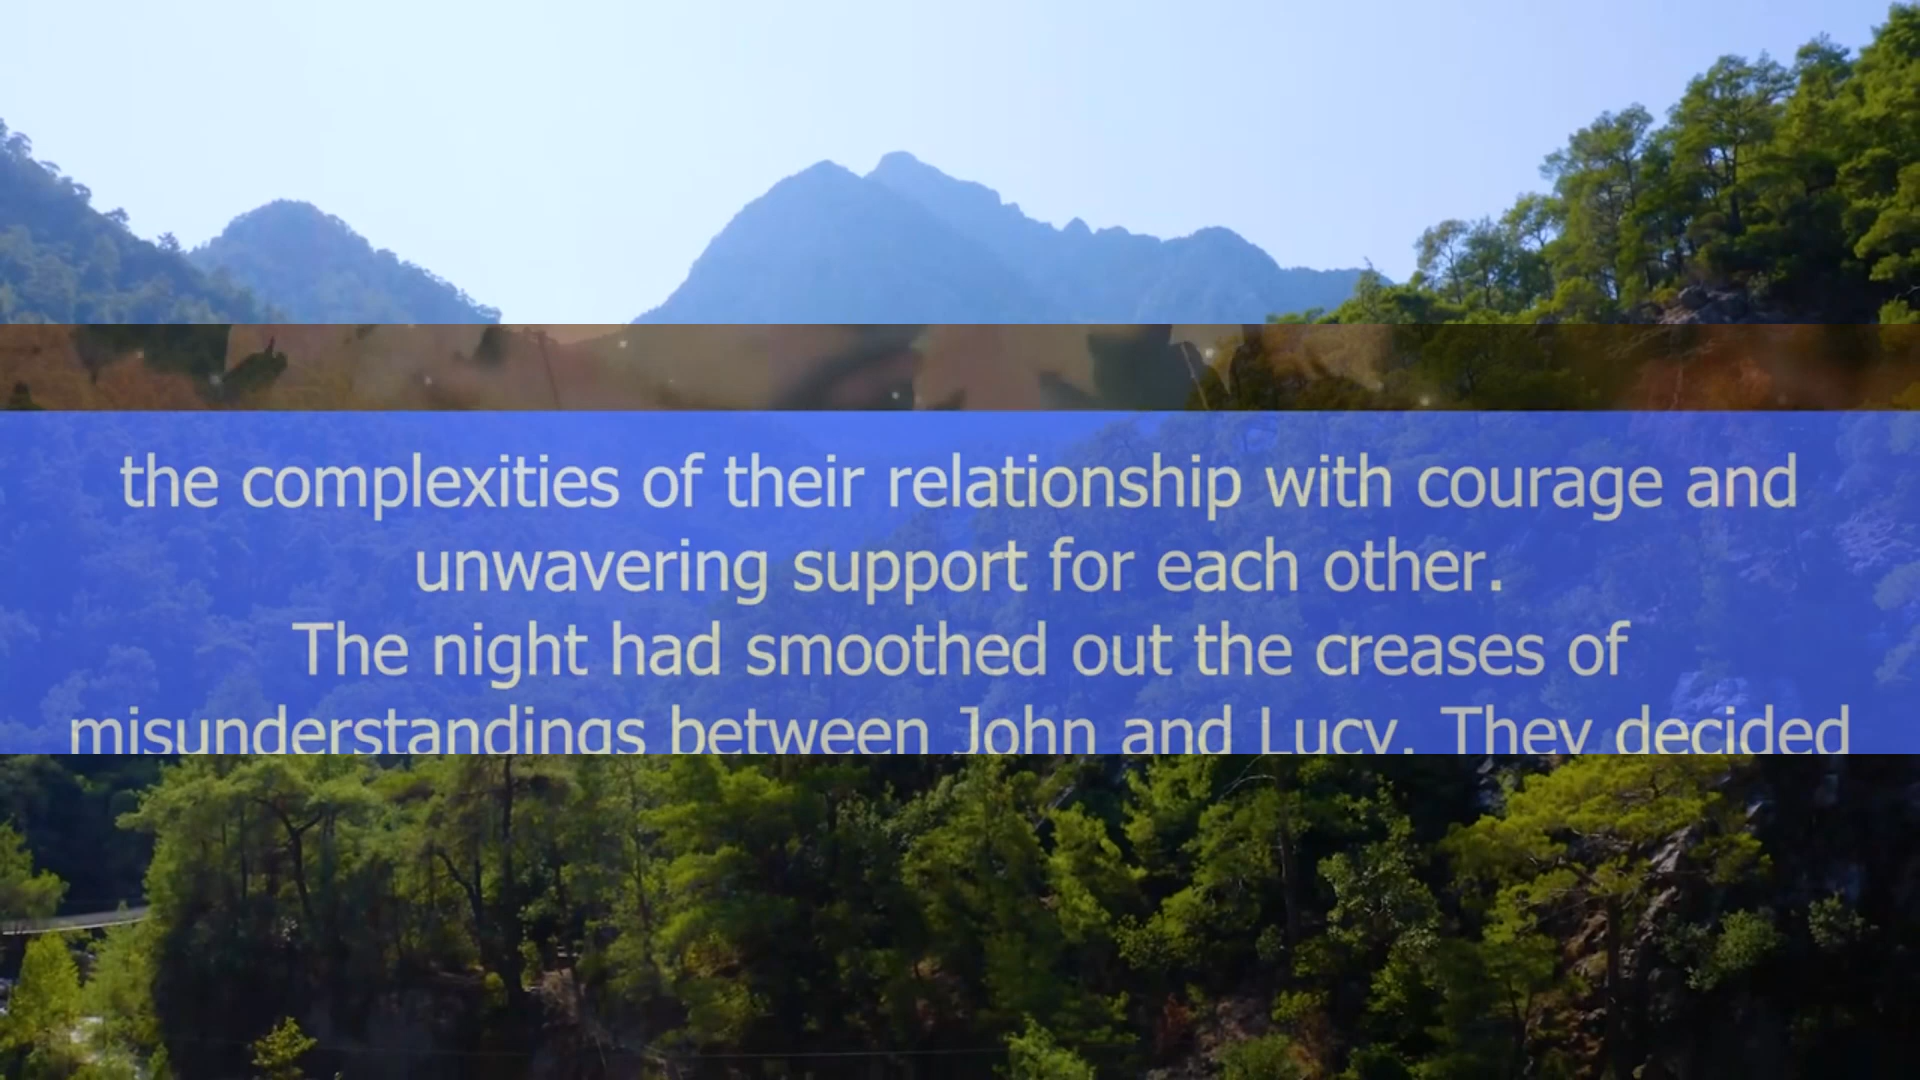 the complexities of their relationship with courage and
unwavering support for each other.
The night had smoothed out the creases of
misunderstandings between John and Lucy. They decided